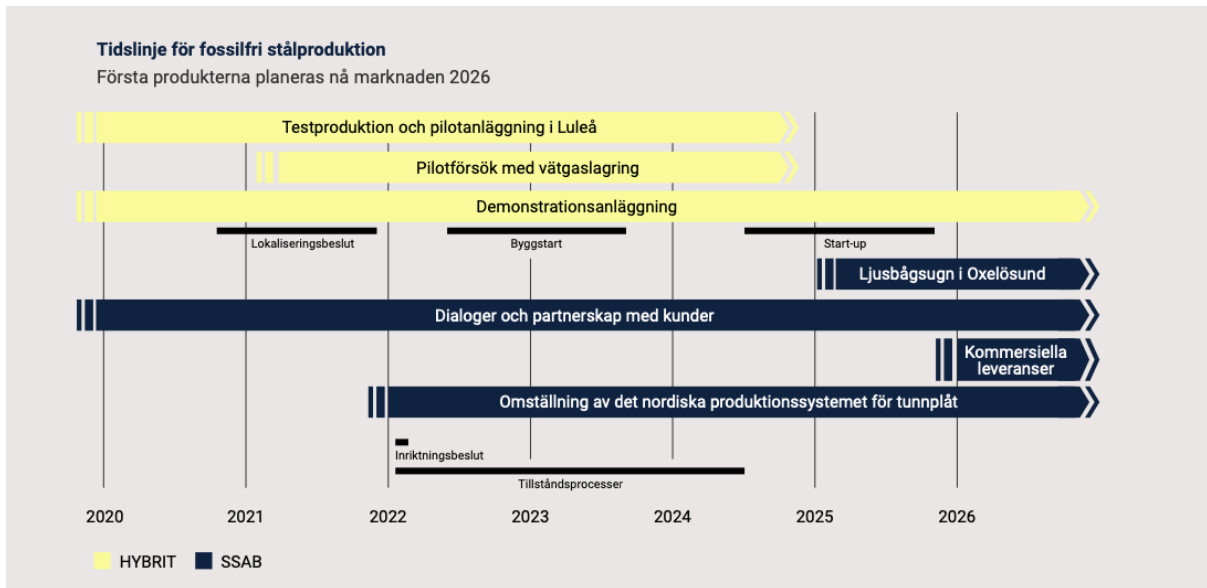 Tidslinje för fossilfri stålproduktion
Första produkterna planeras nå marknaden 2026
Testproduktion och pilotanläggning i Luleå
Pilotförsök med vätgaslagring
Demonstrationsanläggning
Lokaliseringsbeslut
Byggstart
Start-up
Ljusbågsugn i Oxelösund
Dialoger och partnerskap med kunder
Kommersiella
leveranser
Omställning av det nordiska produktionssystemet för tunnplåt
Inriktningsbeslut
Tillståndsprocesser
2020 2021 2022 2023 2024 2025 2026
HYBRIT SSAB